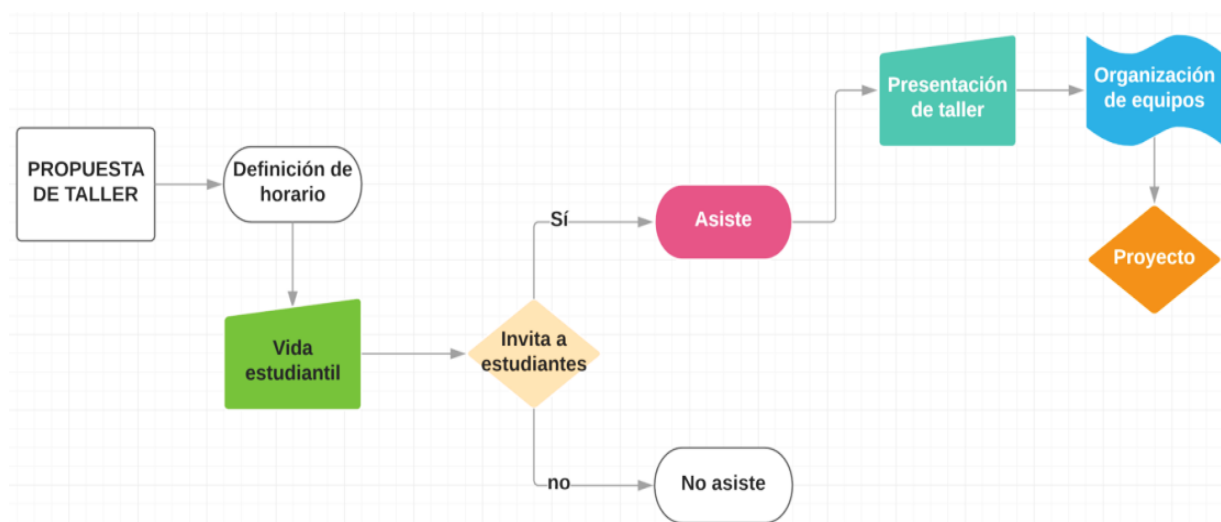 PROPUESTA
DE TALLER
Definición de
horario
Vida
estudiantil
Invita a
estudiantes
Sí
Asiste
no
No asiste
Presentación
de taller
Organización
de equipos
Proyecto